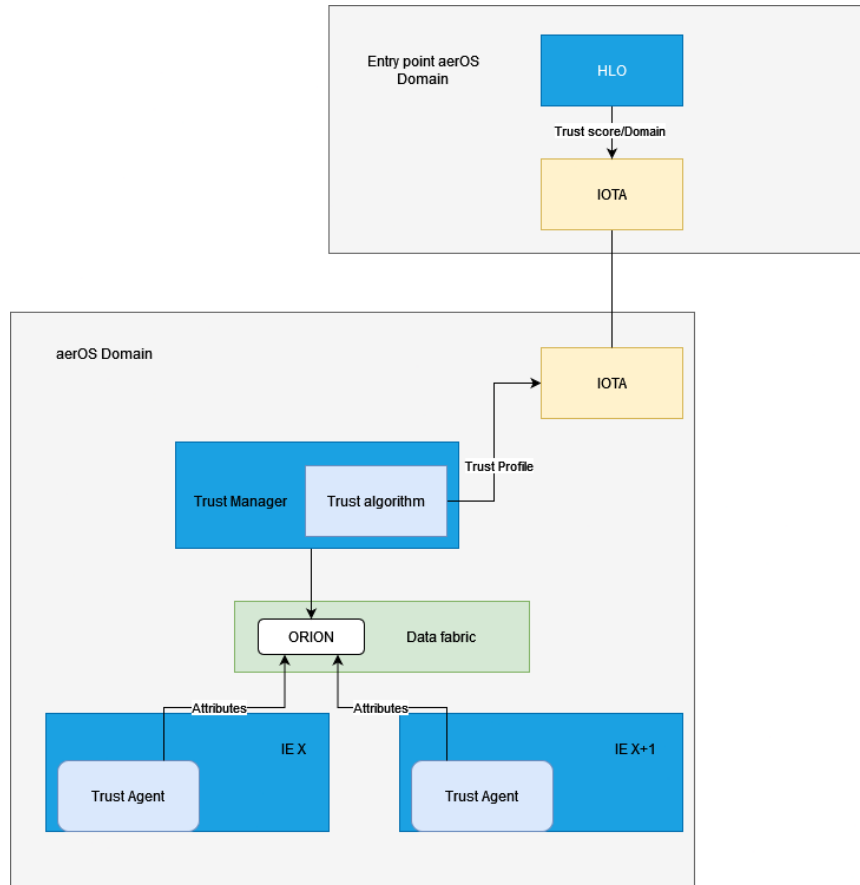 Entry point aerOS
Domain
HLO
Trust score/Domain
IOTA
aerOS Domain
IOTA
Trust Profile
Trust Manager
Trust algorithm
ORION
Data fabric
Attributes
Attributes
IE X
IE X+1
Trust Agent
Trust Agent